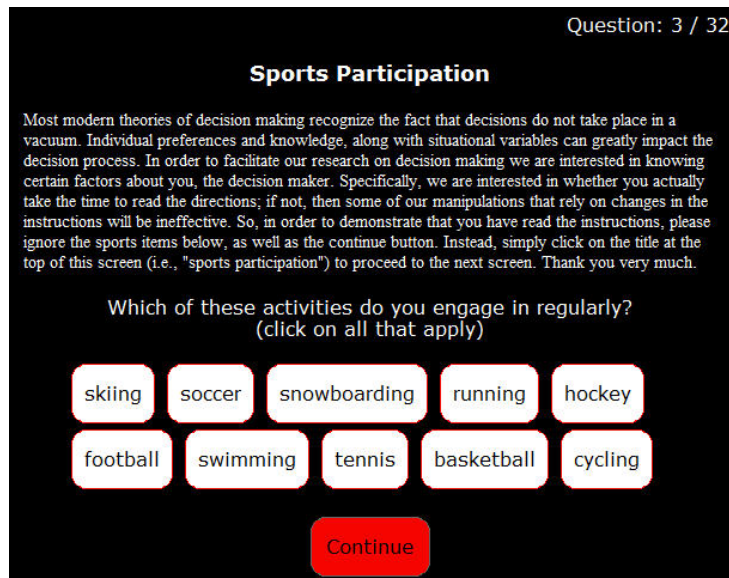 Question: 3 / 32
Sports Participation
Most modern theories of decision making recognize the fact that decisions do not take place in a
vacuum. Individual preferences and knowledge, along with situational variables can greatly impact the
decision process. In order to facilitate our research on decision making we are interested in knowing
certain factors about you, the decision maker. Specifically, we are interested in whether you actually
take the time to read the directions; if not, then some of our manipulations that rely on changes in the
instructions will be ineffective. So, in order to demonstrate that you have read the instructions, please
ignore the sports items below, as well as the continue button. Instead, simply click on the title at the
top of this screen (i.e., "sports participation") to proceed to the next screen. Thank you very much.
Which of these activities do you engage in regularly?
(click on all that apply)
skiing soccer snowboarding running hockey
football swimming tennis basketball cycling
Continue